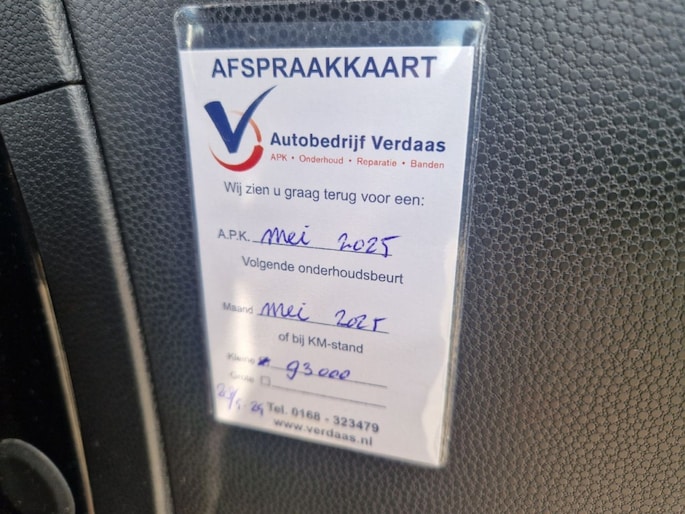 AFSPRAAKKAART
Autobedrijf Verdaas
APK • Onderhoud • Reparatie • Banden
Wij zien u graag terug voor een:
A.P.K. mei 2025
Volgende onderhoudsbeurt
Maand mei 2025
of bij KM-stand
Kleine 93000
Grote
Tel. 0168 - 323479
www.verdaas.nl